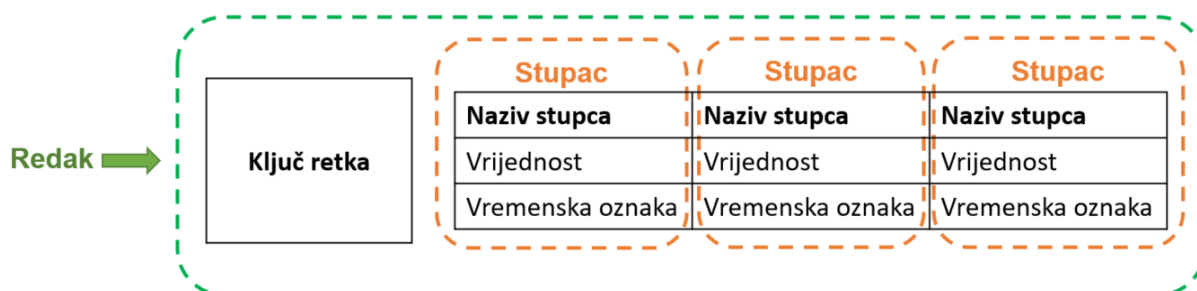 Stupac Stupac Stupac
Naziv stupca Naziv stupca Naziv stupca
Redak Ključ retka Vrijednost Vrijednost Vrijednost
Vremenska oznaka Vremenska oznaka Vremenska oznaka